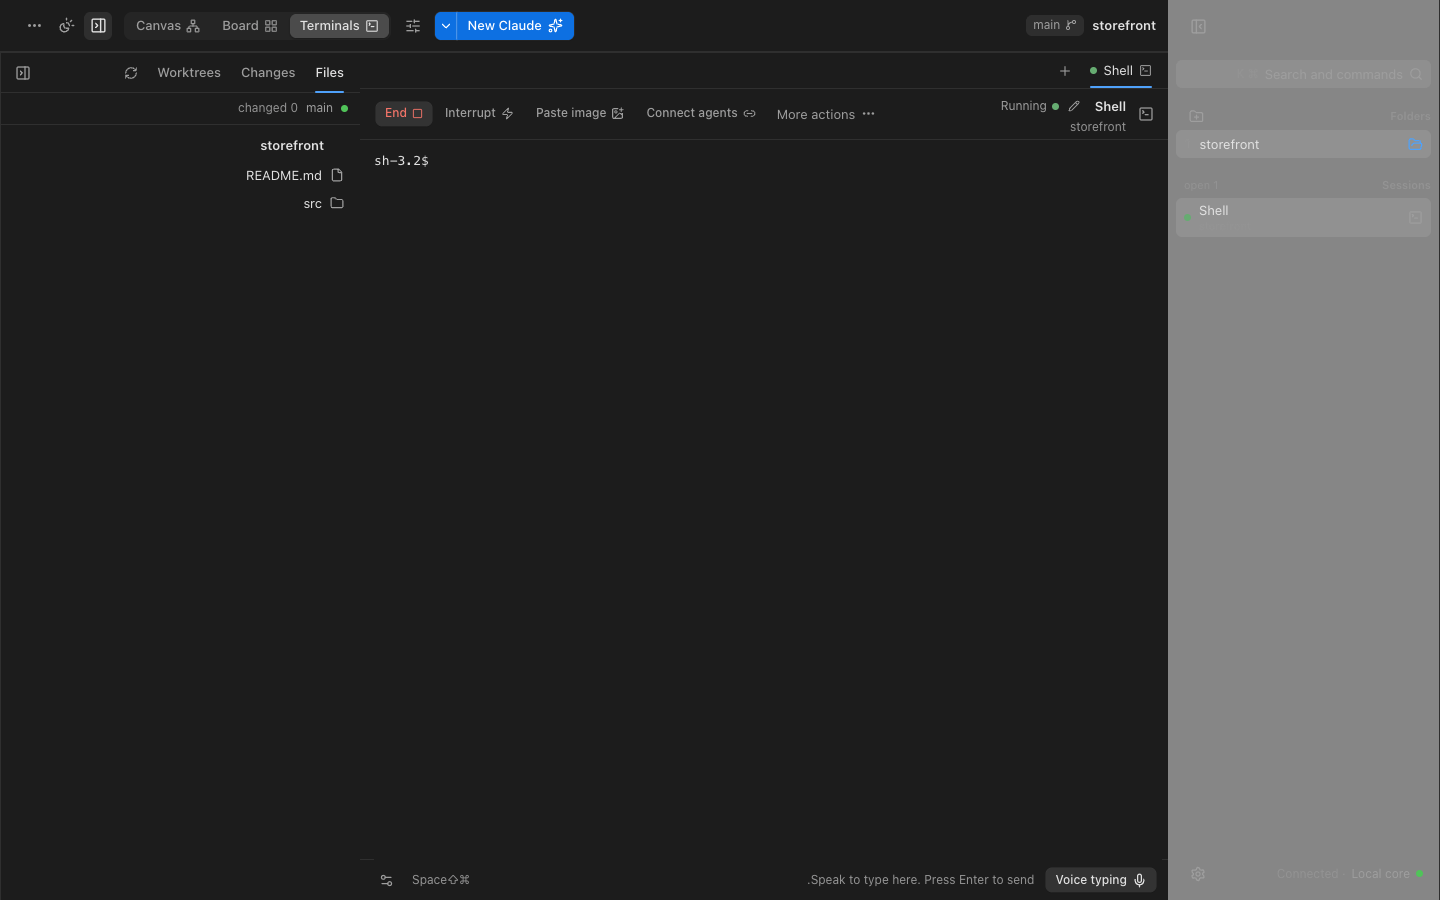 Canvas
Board
Terminals
New Claude
main
storefront
Search and commands
Worktrees
Changes
Files
Shell
changed 0
main
End
Interrupt
Paste image
Connect agents
More actions
Running
Shell
storefront
Folders
storefront
open 1
Sessions
Shell
storefront
README.md
src
sh-3.2$
Space⇧⌘
.Speak to type here. Press Enter to send
Voice typing
Connected
Local core